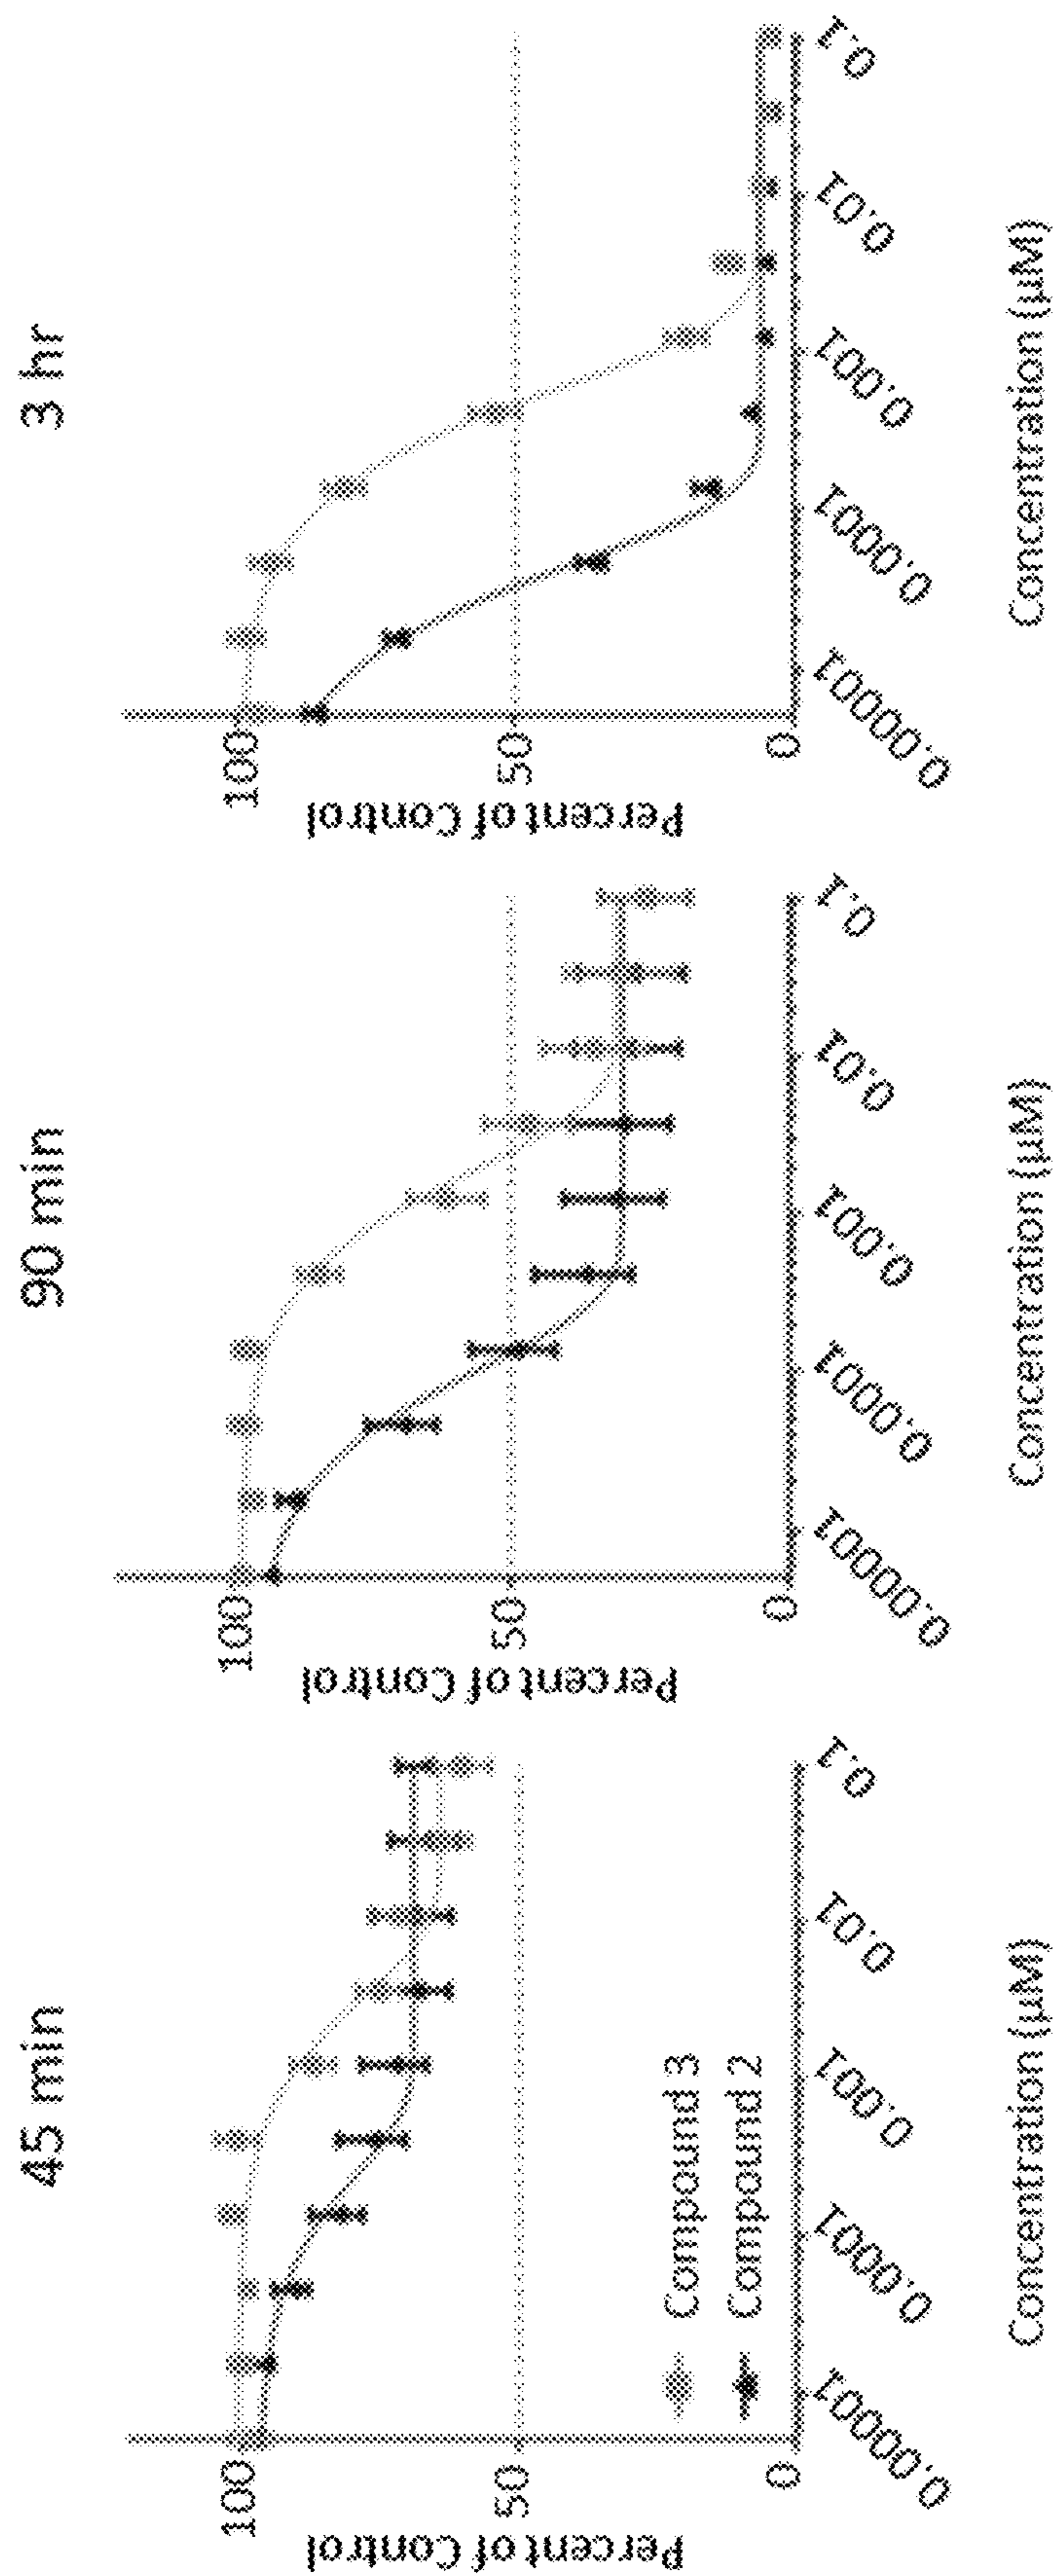 45 min
Percent of Control
100
50
0
Compound 3
Compound 2
0.00001
0.0001
0.001
0.01
0.1
Concentration (µM)
90 min
Percent of Control
100
50
0
0.00001
0.0001
0.001
0.01
0.1
Concentration (µM)
3 hr
Percent of Control
100
50
0
0.00001
0.0001
0.001
0.01
0.1
Concentration (µM)